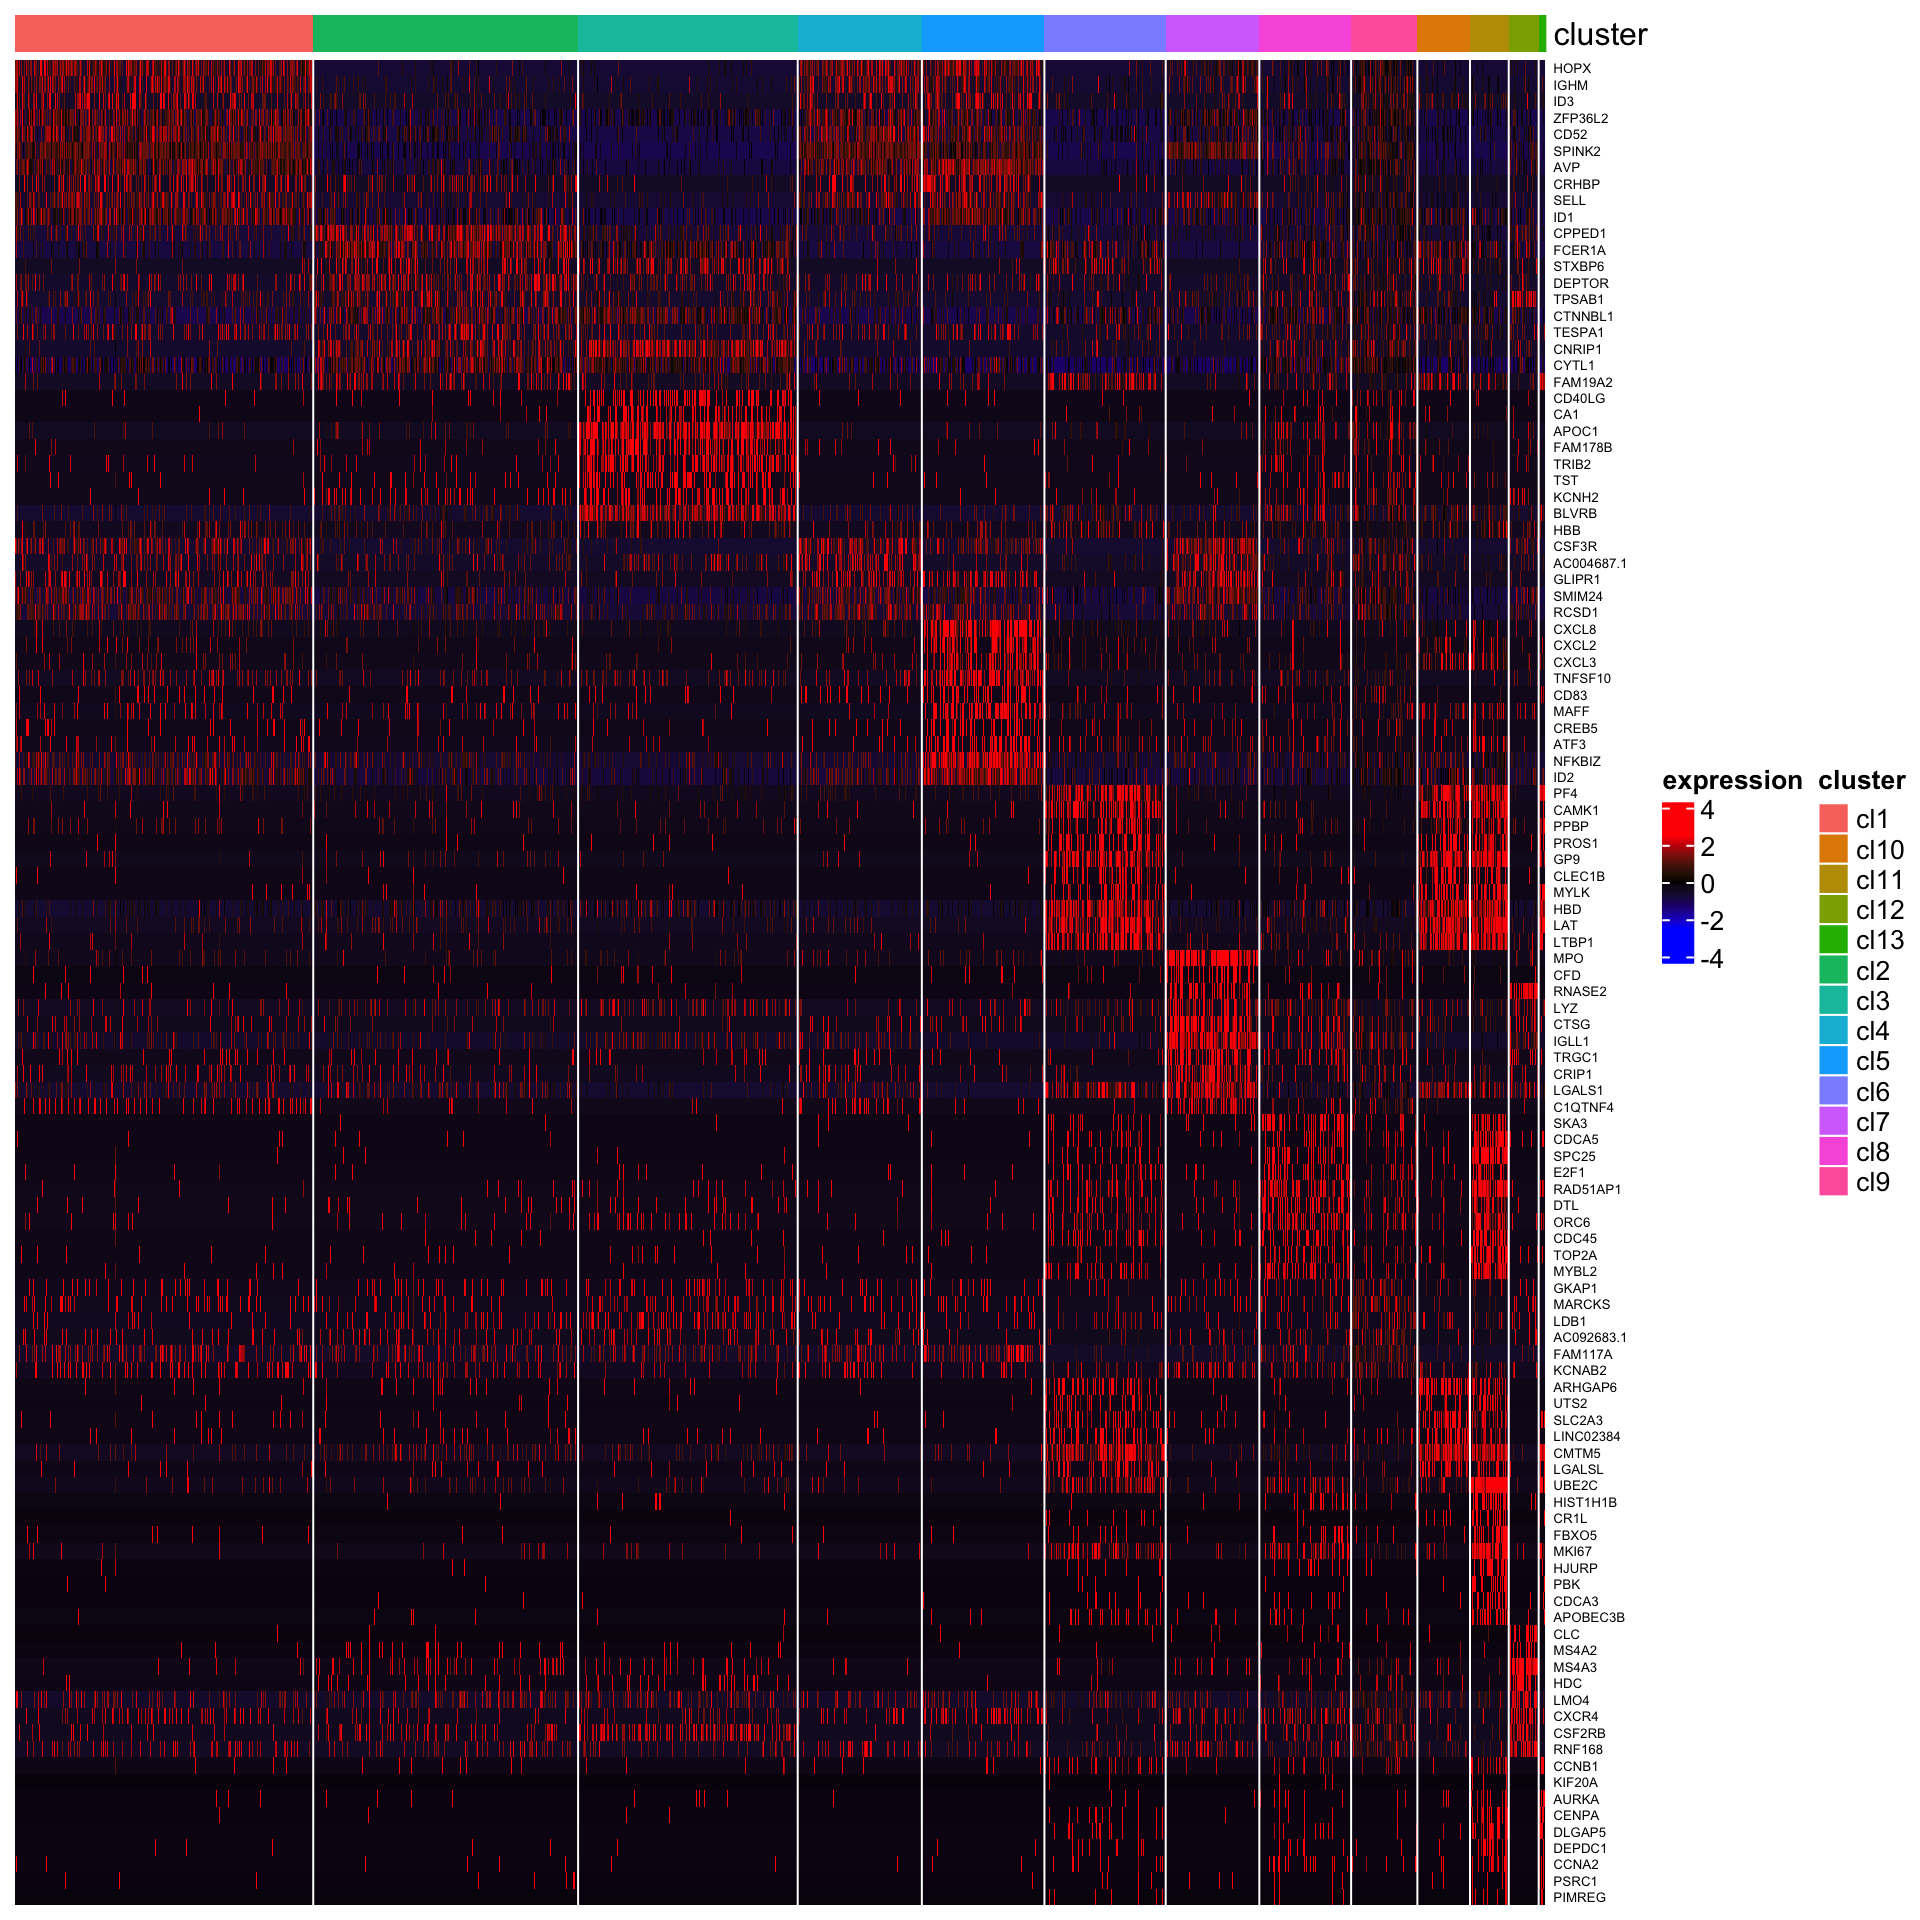 cluster
HOPX
IGHM
ID3
ZFP36L2
CD52
SPINK2
AVP
CRHBP
SELL
ID1
CPPED1
FCER1A
STXBP6
DEPTOR
TPSAB1
CTNNBL1
TESPA1
CNRIP1
CYTL1
FAM19A2
CD40LG
CA1
APOC1
FAM178B
TRIB2
TST
KCNH2
BLVRB
HBB
CSF3R
AC004687.1
GLIPR1
SMIM24
RCSD1
CXCL8
CXCL2
CXCL3
TNFSF10
CD83
MAFF
CREB5
ATF3
NFKBIZ
ID2
PF4
CAMK1
PPBP
PROS1
GP9
CLEC1B
MYLK
HBD
LAT
LTBP1
MPO
CFD
RNASE2
LYZ
CTSG
IGLL1
TRGC1
CRIP1
LGALS1
C1QTNF4
SKA3
CDCA5
SPC25
E2F1
RAD51AP1
DTL
ORC6
CDC45
TOP2A
MYBL2
GKAP1
MARCKS
LDB1
AC092683.1
FAM117A
KCNAB2
ARHGAP6
UTS2
SLC2A3
LINC02384
CMTM5
LGALSL
UBE2C
HIST1H1B
CR1L
FBXO5
MKI67
HJURP
PBK
CDCA3
APOBEC3B
CLC
MS4A2
MS4A3
HDC
LMO4
CXCR4
CSF2RB
RNF168
CCNB1
KIF20A
AURKA
CENPA
DLGAP5
DEPDC1
CCNA2
PSRC1
PIMREG
expression
4
2
0
-2
-4
cluster
cl1
cl10
cl11
cl12
cl13
cl2
cl3
cl4
cl5
cl6
cl7
cl8
cl9